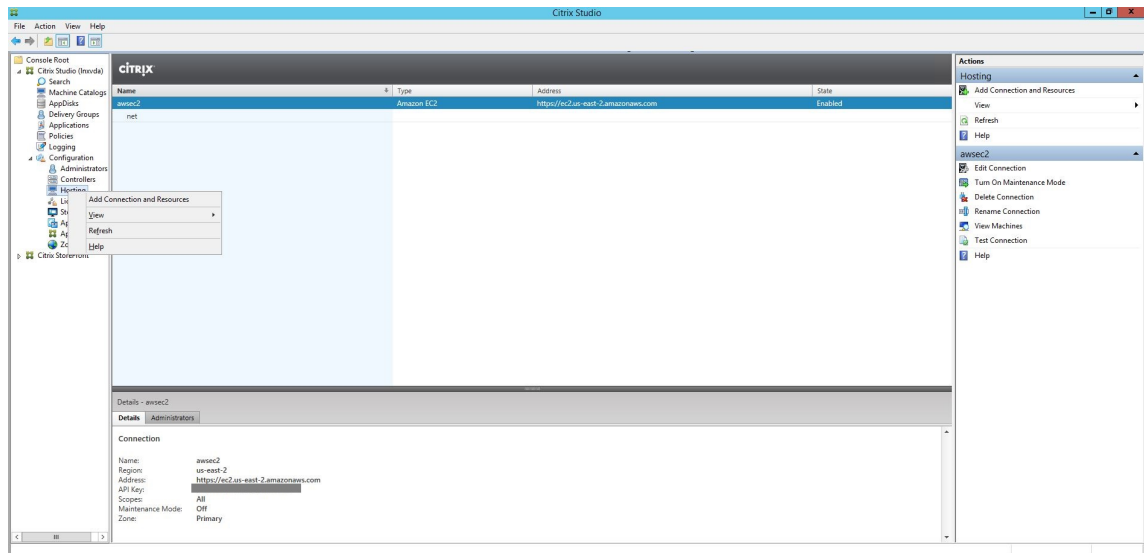 Citrix Studio
File Action View Help
Console Root
Citrix Studio (lnxvda)
Search
Machine Catalogs
AppDisks
Delivery Groups
Applications
Policies
Logging
Configuration
Administrators
Controllers
Hosting
Citrix StoreFront
Add Connection and Resources
View
Refresh
Help
CITRIX
Name Type Address State
awsec2 Amazon EC2 https://ec2.us-east-2.amazonaws.com Enabled
net
Details - awsec2
Details Administrators
Connection
Name: awsec2
Region: us-east-2
Address: https://ec2.us-east-2.amazonaws.com
API Key:
Scopes: All
Maintenance Mode: Off
Zone: Primary
Actions
Hosting
Add Connection and Resources
View
Refresh
Help
awsec2
Edit Connection
Turn On Maintenance Mode
Delete Connection
Rename Connection
View Machines
Test Connection
Help